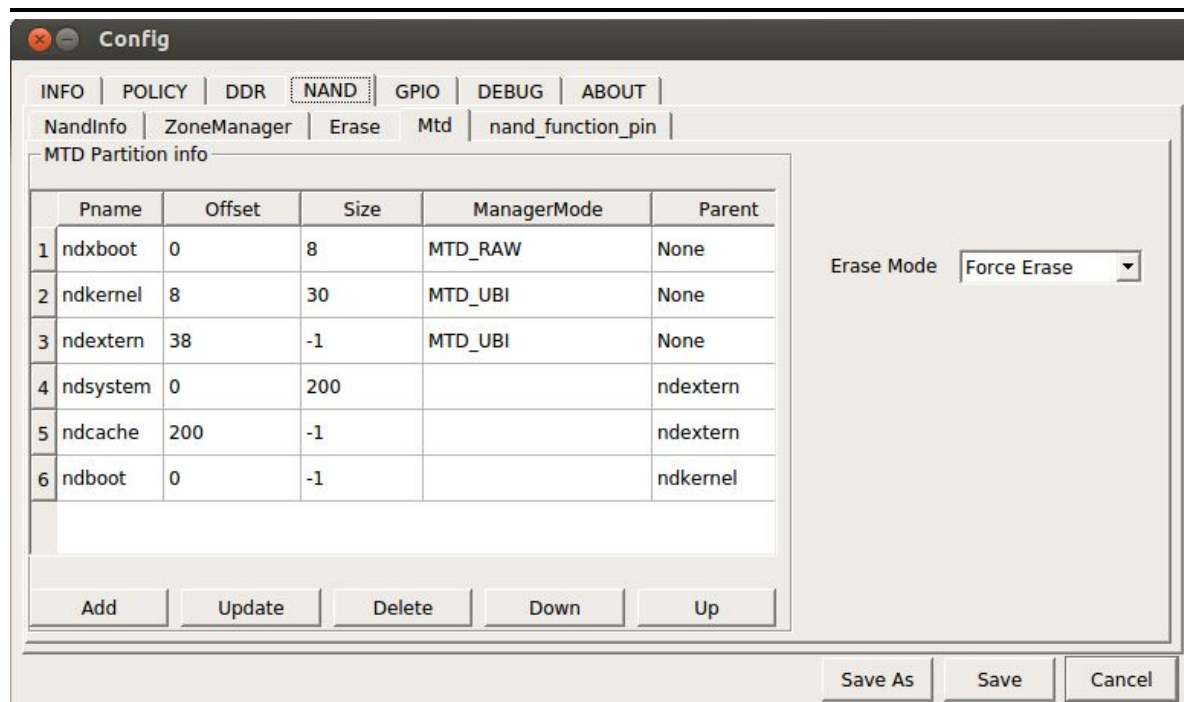 Config
INFO POLICY DDR NAND GPIO DEBUG ABOUT
NandInfo ZoneManager Erase Mtd nand_function_pin
MTD Partition info
Pname Offset Size ManagerMode Parent
1 ndxboot 0 8 MTD_RAW None
2 ndkernel 8 30 MTD_UBI None
3 ndextern 38 -1 MTD_UBI None
4 ndsystem 0 200 ndextern
5 ndcache 200 -1 ndextern
6 ndboot 0 -1 ndkernel
Erase Mode Force Erase
Add Update Delete Down Up
Save As Save Cancel